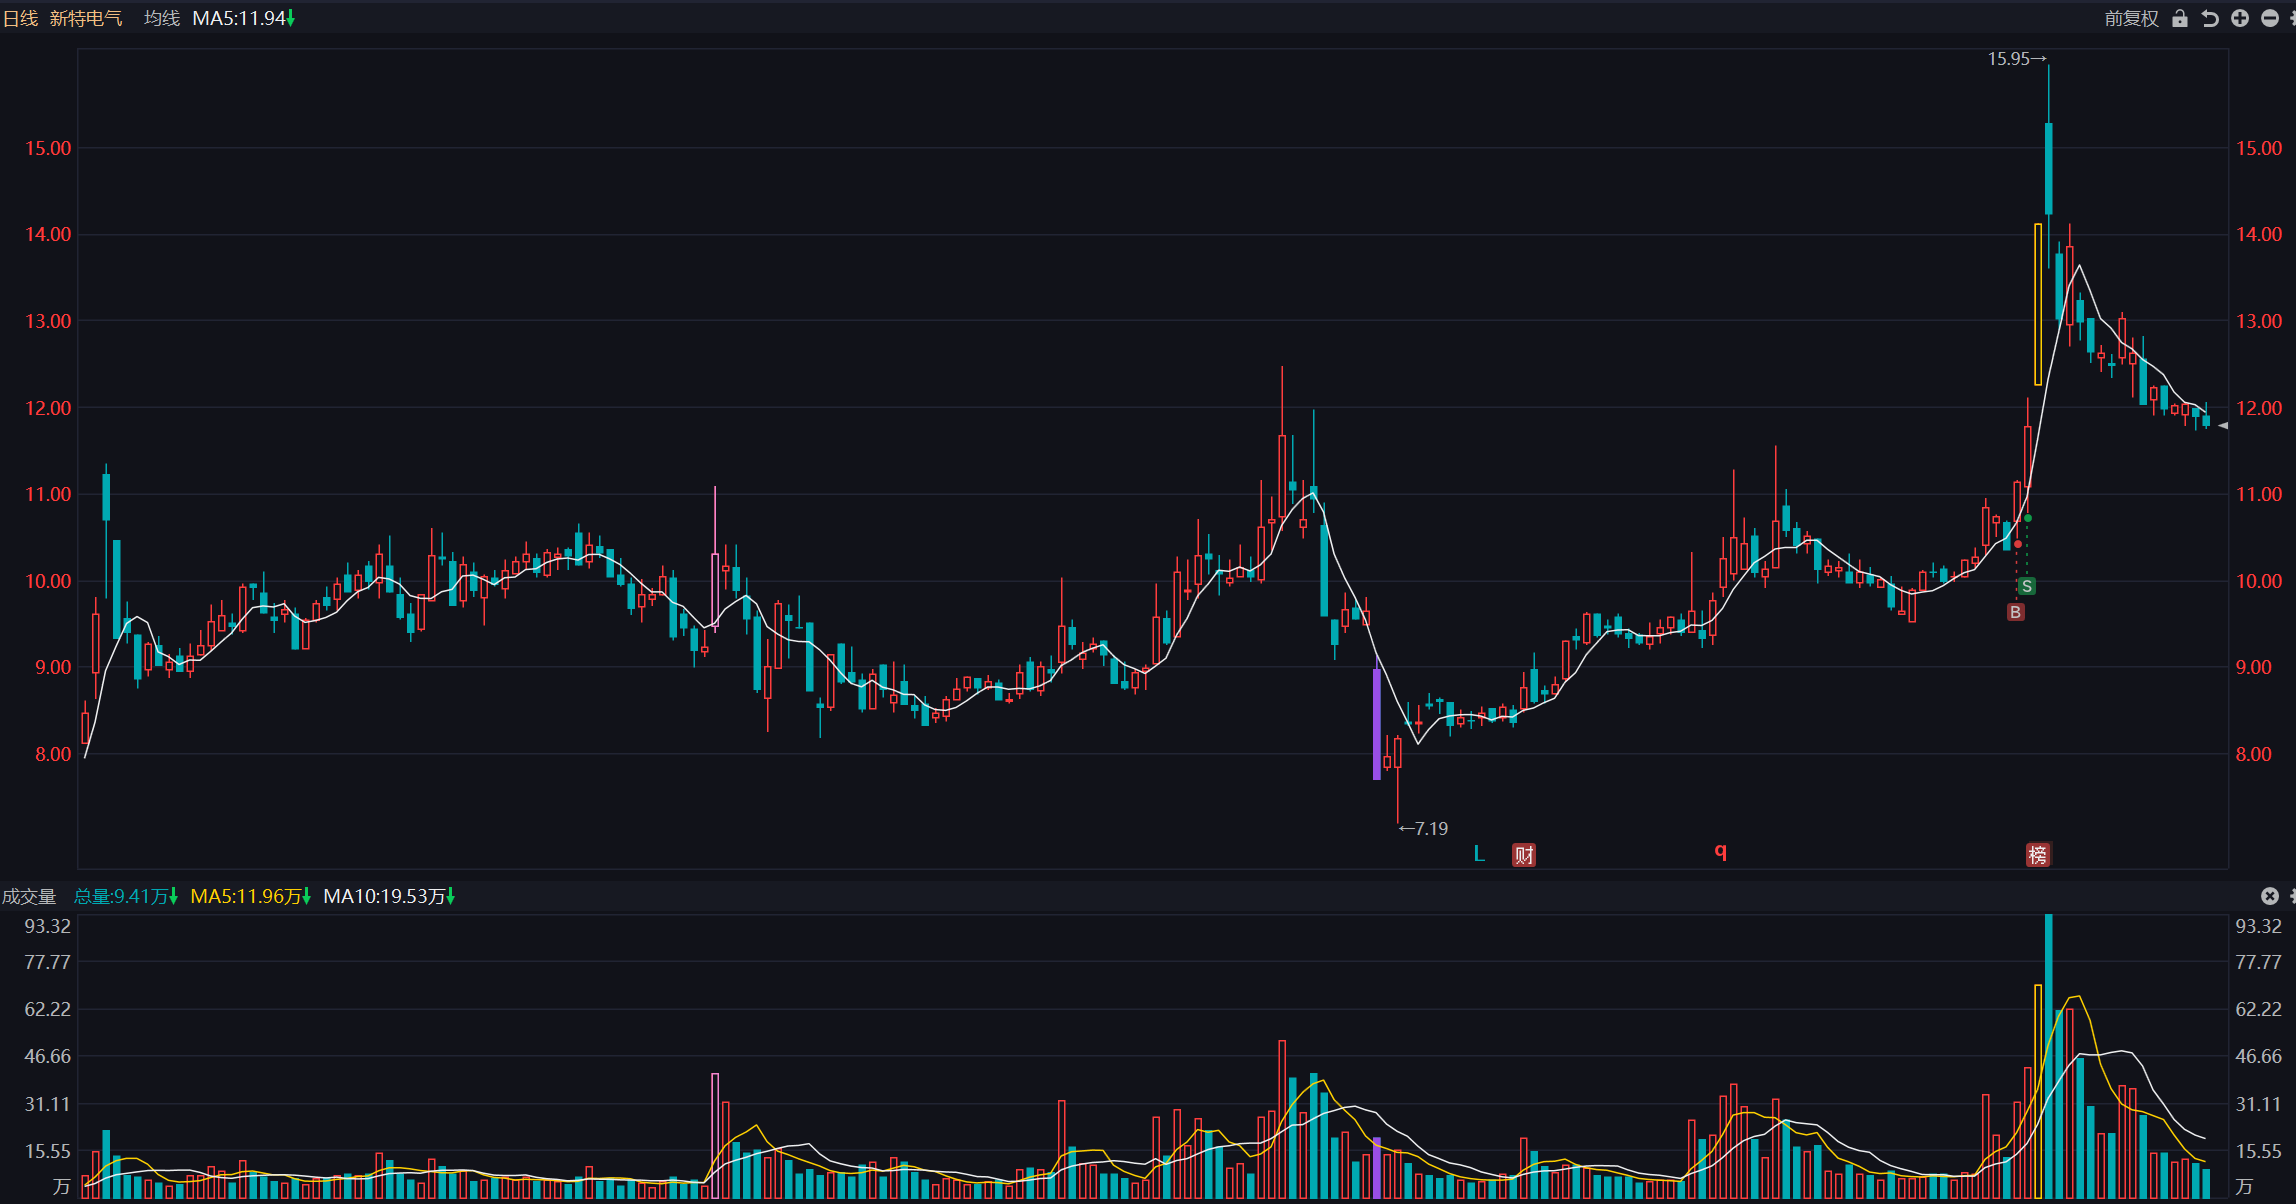 日线 新特电气 均线 MA5:11.94↓ 前复权
15.95→
15.00 15.00
14.00 14.00
13.00 13.00
12.00 12.00
11.00 11.00
10.00 10.00
S
B
9.00 9.00
8.00 8.00
←7.19
L 财 q 榜
成交量 总量:9.41万↓ MA5:11.96万↓ MA10:19.53万↓
93.32 93.32
77.77 77.77
62.22 62.22
46.66 46.66
31.11 31.11
15.55 15.55
万 万